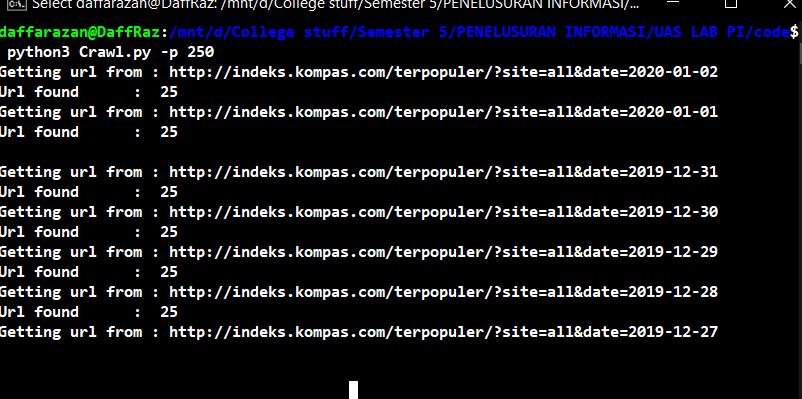 Select daffarazan@DaffRaz: /mnt/d/College stuff/Semester 5/PENELUSURAN INFORMASI/...
daffarazan@DaffRaz:/mnt/d/College stuff/Semester 5/PENELUSURAN INFORMASI/UAS LAB PI/code$
python3 Crawl.py -p 250
Getting url from : http://indeks.kompas.com/terpopuler/?site=all&date=2020-01-02
Url found      :  25
Getting url from : http://indeks.kompas.com/terpopuler/?site=all&date=2020-01-01
Url found      :  25
Getting url from : http://indeks.kompas.com/terpopuler/?site=all&date=2019-12-31
Url found      :  25
Getting url from : http://indeks.kompas.com/terpopuler/?site=all&date=2019-12-30
Url found      :  25
Getting url from : http://indeks.kompas.com/terpopuler/?site=all&date=2019-12-29
Url found      :  25
Getting url from : http://indeks.kompas.com/terpopuler/?site=all&date=2019-12-28
Url found      :  25
Getting url from : http://indeks.kompas.com/terpopuler/?site=all&date=2019-12-27